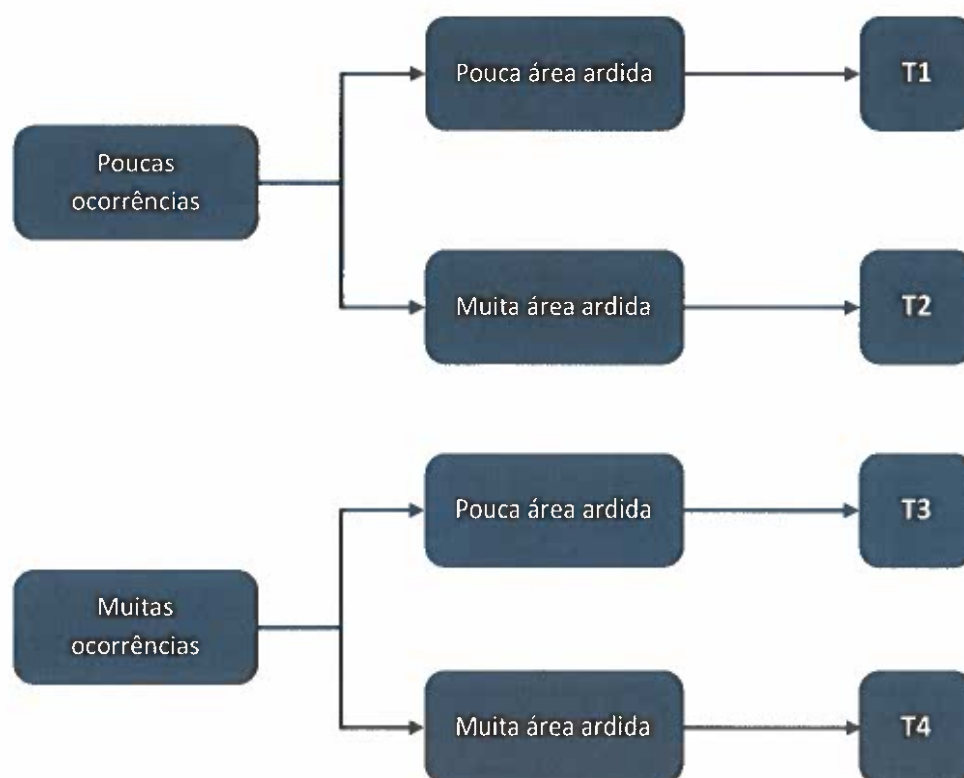 Pouca área ardida
T1
Poucas
ocorrências
Muita área ardida
T2
Pouca área ardida
T3
Muitas
ocorrências
Muita área ardida
T4